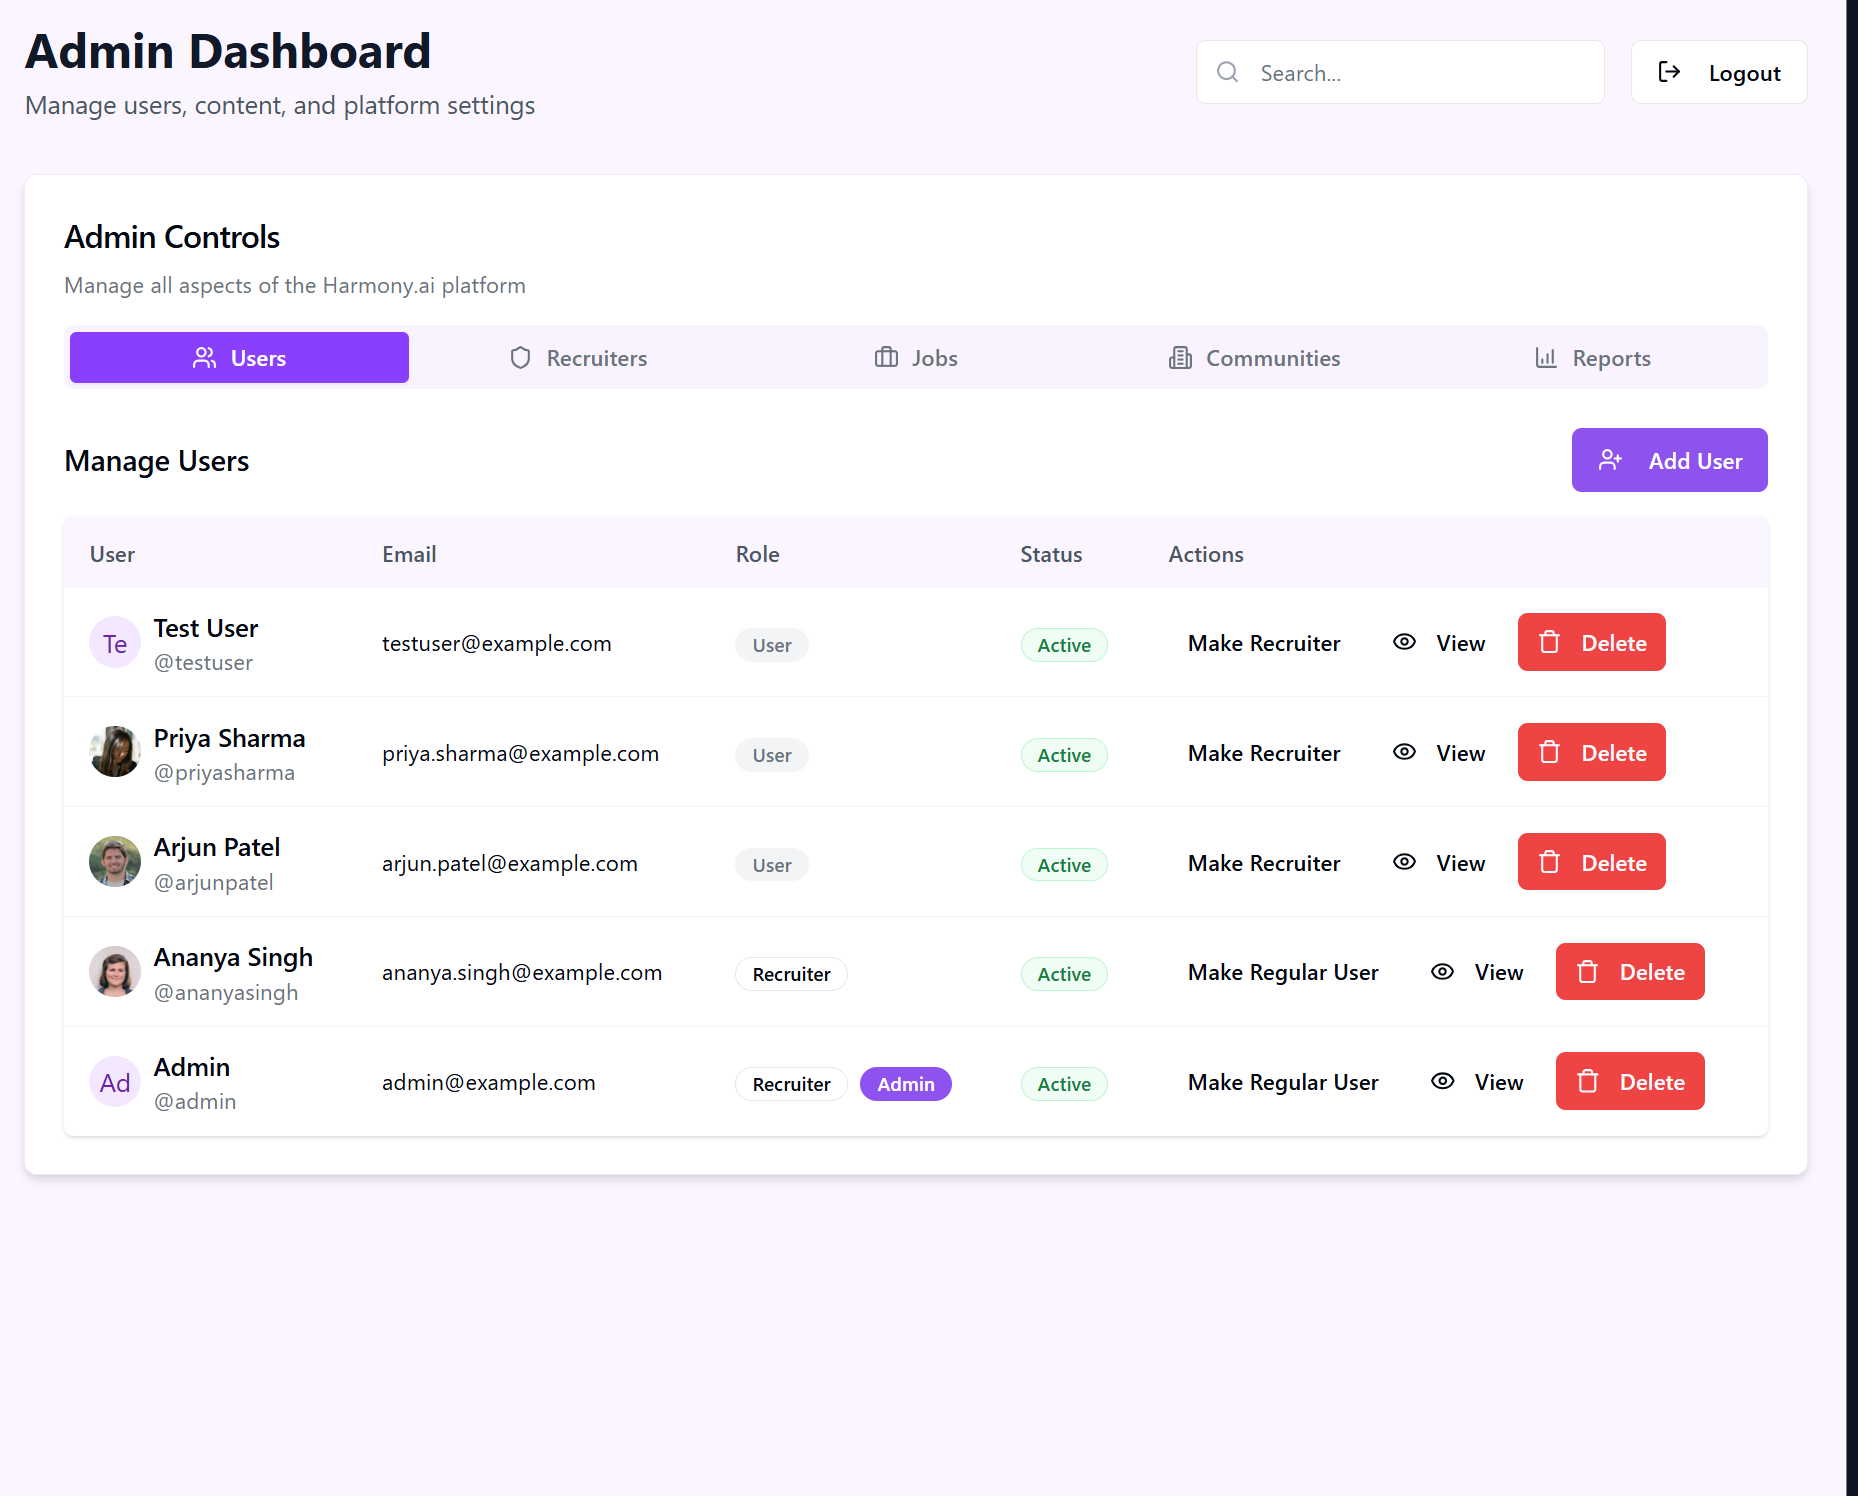 Admin Dashboard
Manage users, content, and platform settings
Search...
Logout
Admin Controls
Manage all aspects of the Harmony.ai platform
Users Recruiters Jobs Communities Reports
Manage Users
Add User
User Email Role Status Actions
Te Test User @testuser testuser@example.com User Active Make Recruiter View Delete
Priya Sharma @priyasharma priya.sharma@example.com User Active Make Recruiter View Delete
Arjun Patel @arjunpatel arjun.patel@example.com User Active Make Recruiter View Delete
Ananya Singh @ananyasingh ananya.singh@example.com Recruiter Active Make Regular User View Delete
Ad Admin @admin admin@example.com Recruiter Admin Active Make Regular User View Delete